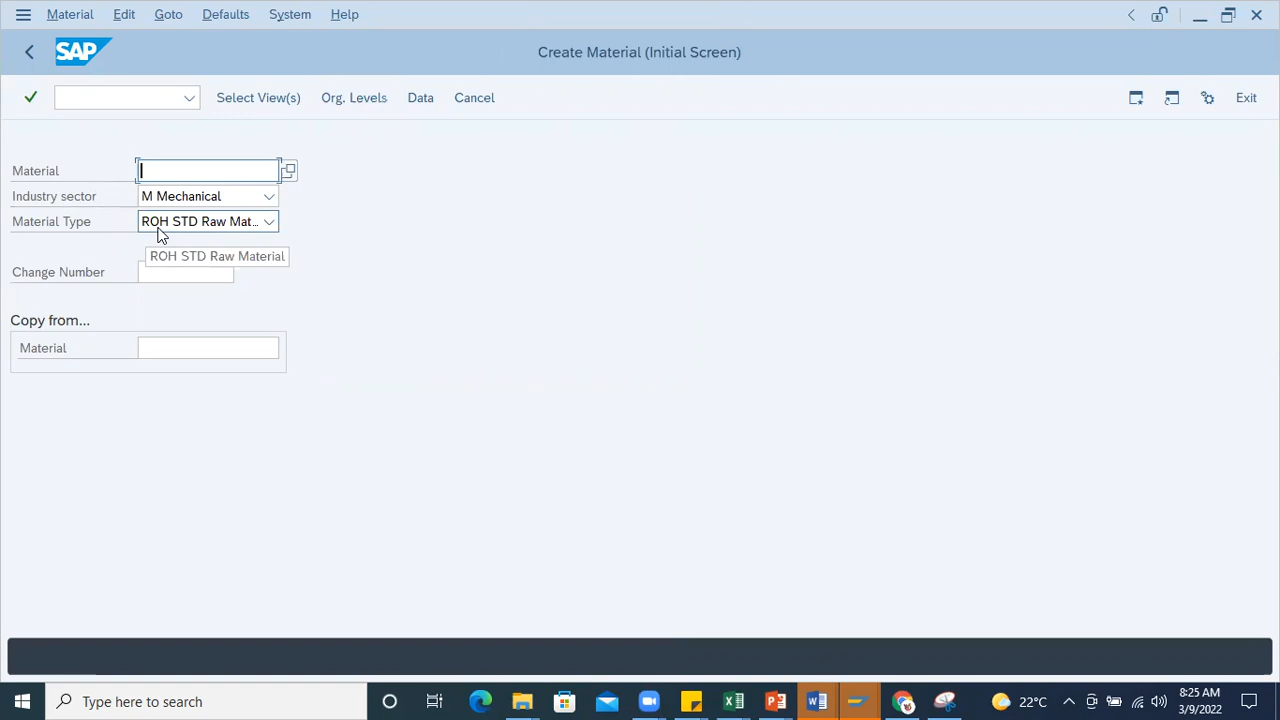 Material Edit Goto Defaults System Help
SAP Create Material (Initial Screen)
Select View(s) Org. Levels Data Cancel Exit
Material
Industry sector M Mechanical
Material Type ROH STD Raw Mat...
ROH STD Raw Material
Change Number
Copy from...
Material
Type here to search 22°C 8:25 AM
3/9/2022